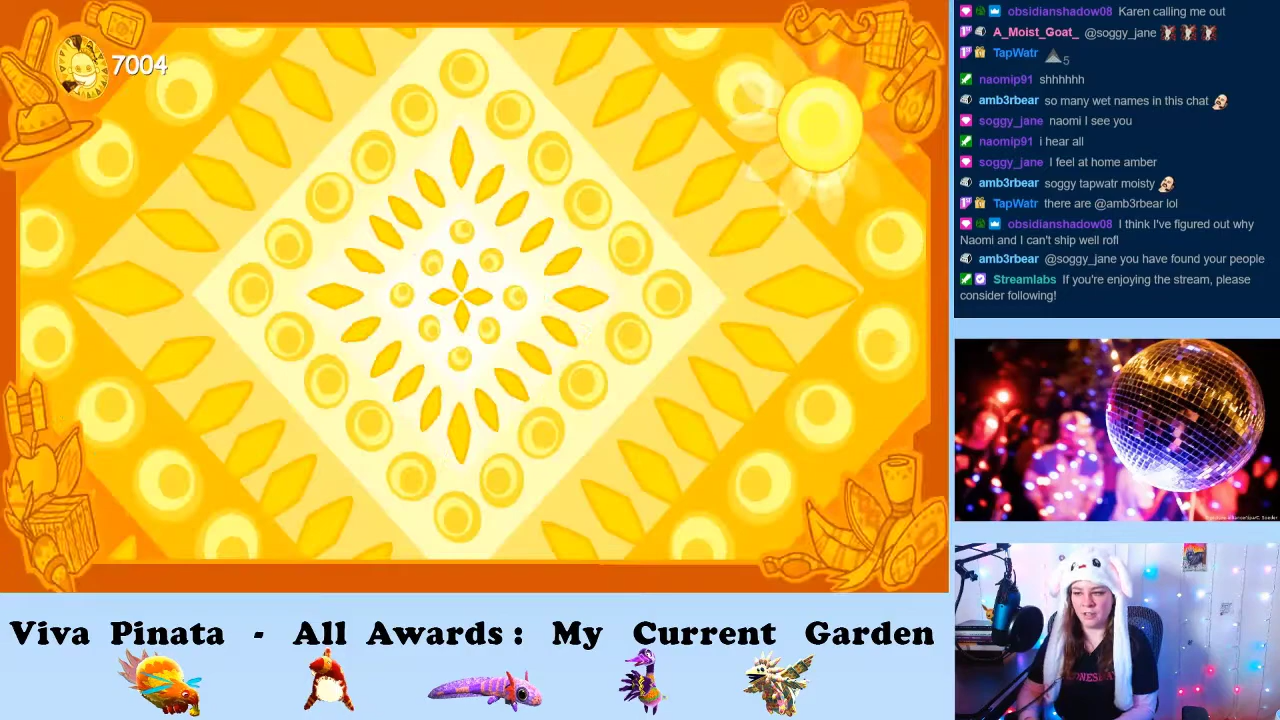 7004
obsidianshadow08 Karen calling me out
A_Moist_Goat_ @soggy_jane
TapWatr 5
naomip91 shhhhhh
amb3rbear so many wet names in this chat
soggy_jane naomi I see you
naomip91 i hear all
soggy_jane I feel at home amber
amb3rbear soggy tapwatr moisty
TapWatr there are @amb3rbear lol
obsidianshadow08 I think I've figured out why
Naomi and I can't ship well rofl
amb3rbear @soggy_jane you have found your people
Streamlabs If you're enjoying the stream, please
consider following!
Viva Pinata - All Awards: My Current Garden